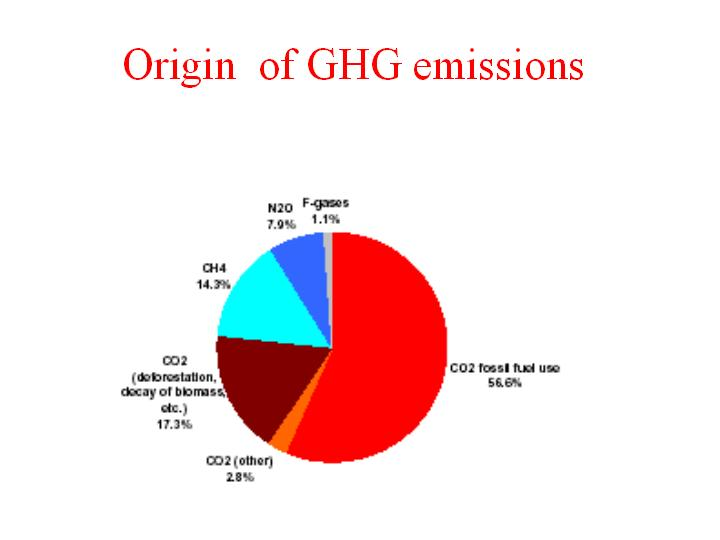 Origin of GHG emissions
F-gases
1.1%
N2O
7.9%
CH4
14.3%
CO2
(deforestation,
decay of biomass,
etc.)
17.3%
CO2 (other)
2.8%
CO2 fossil fuel use
56.6%